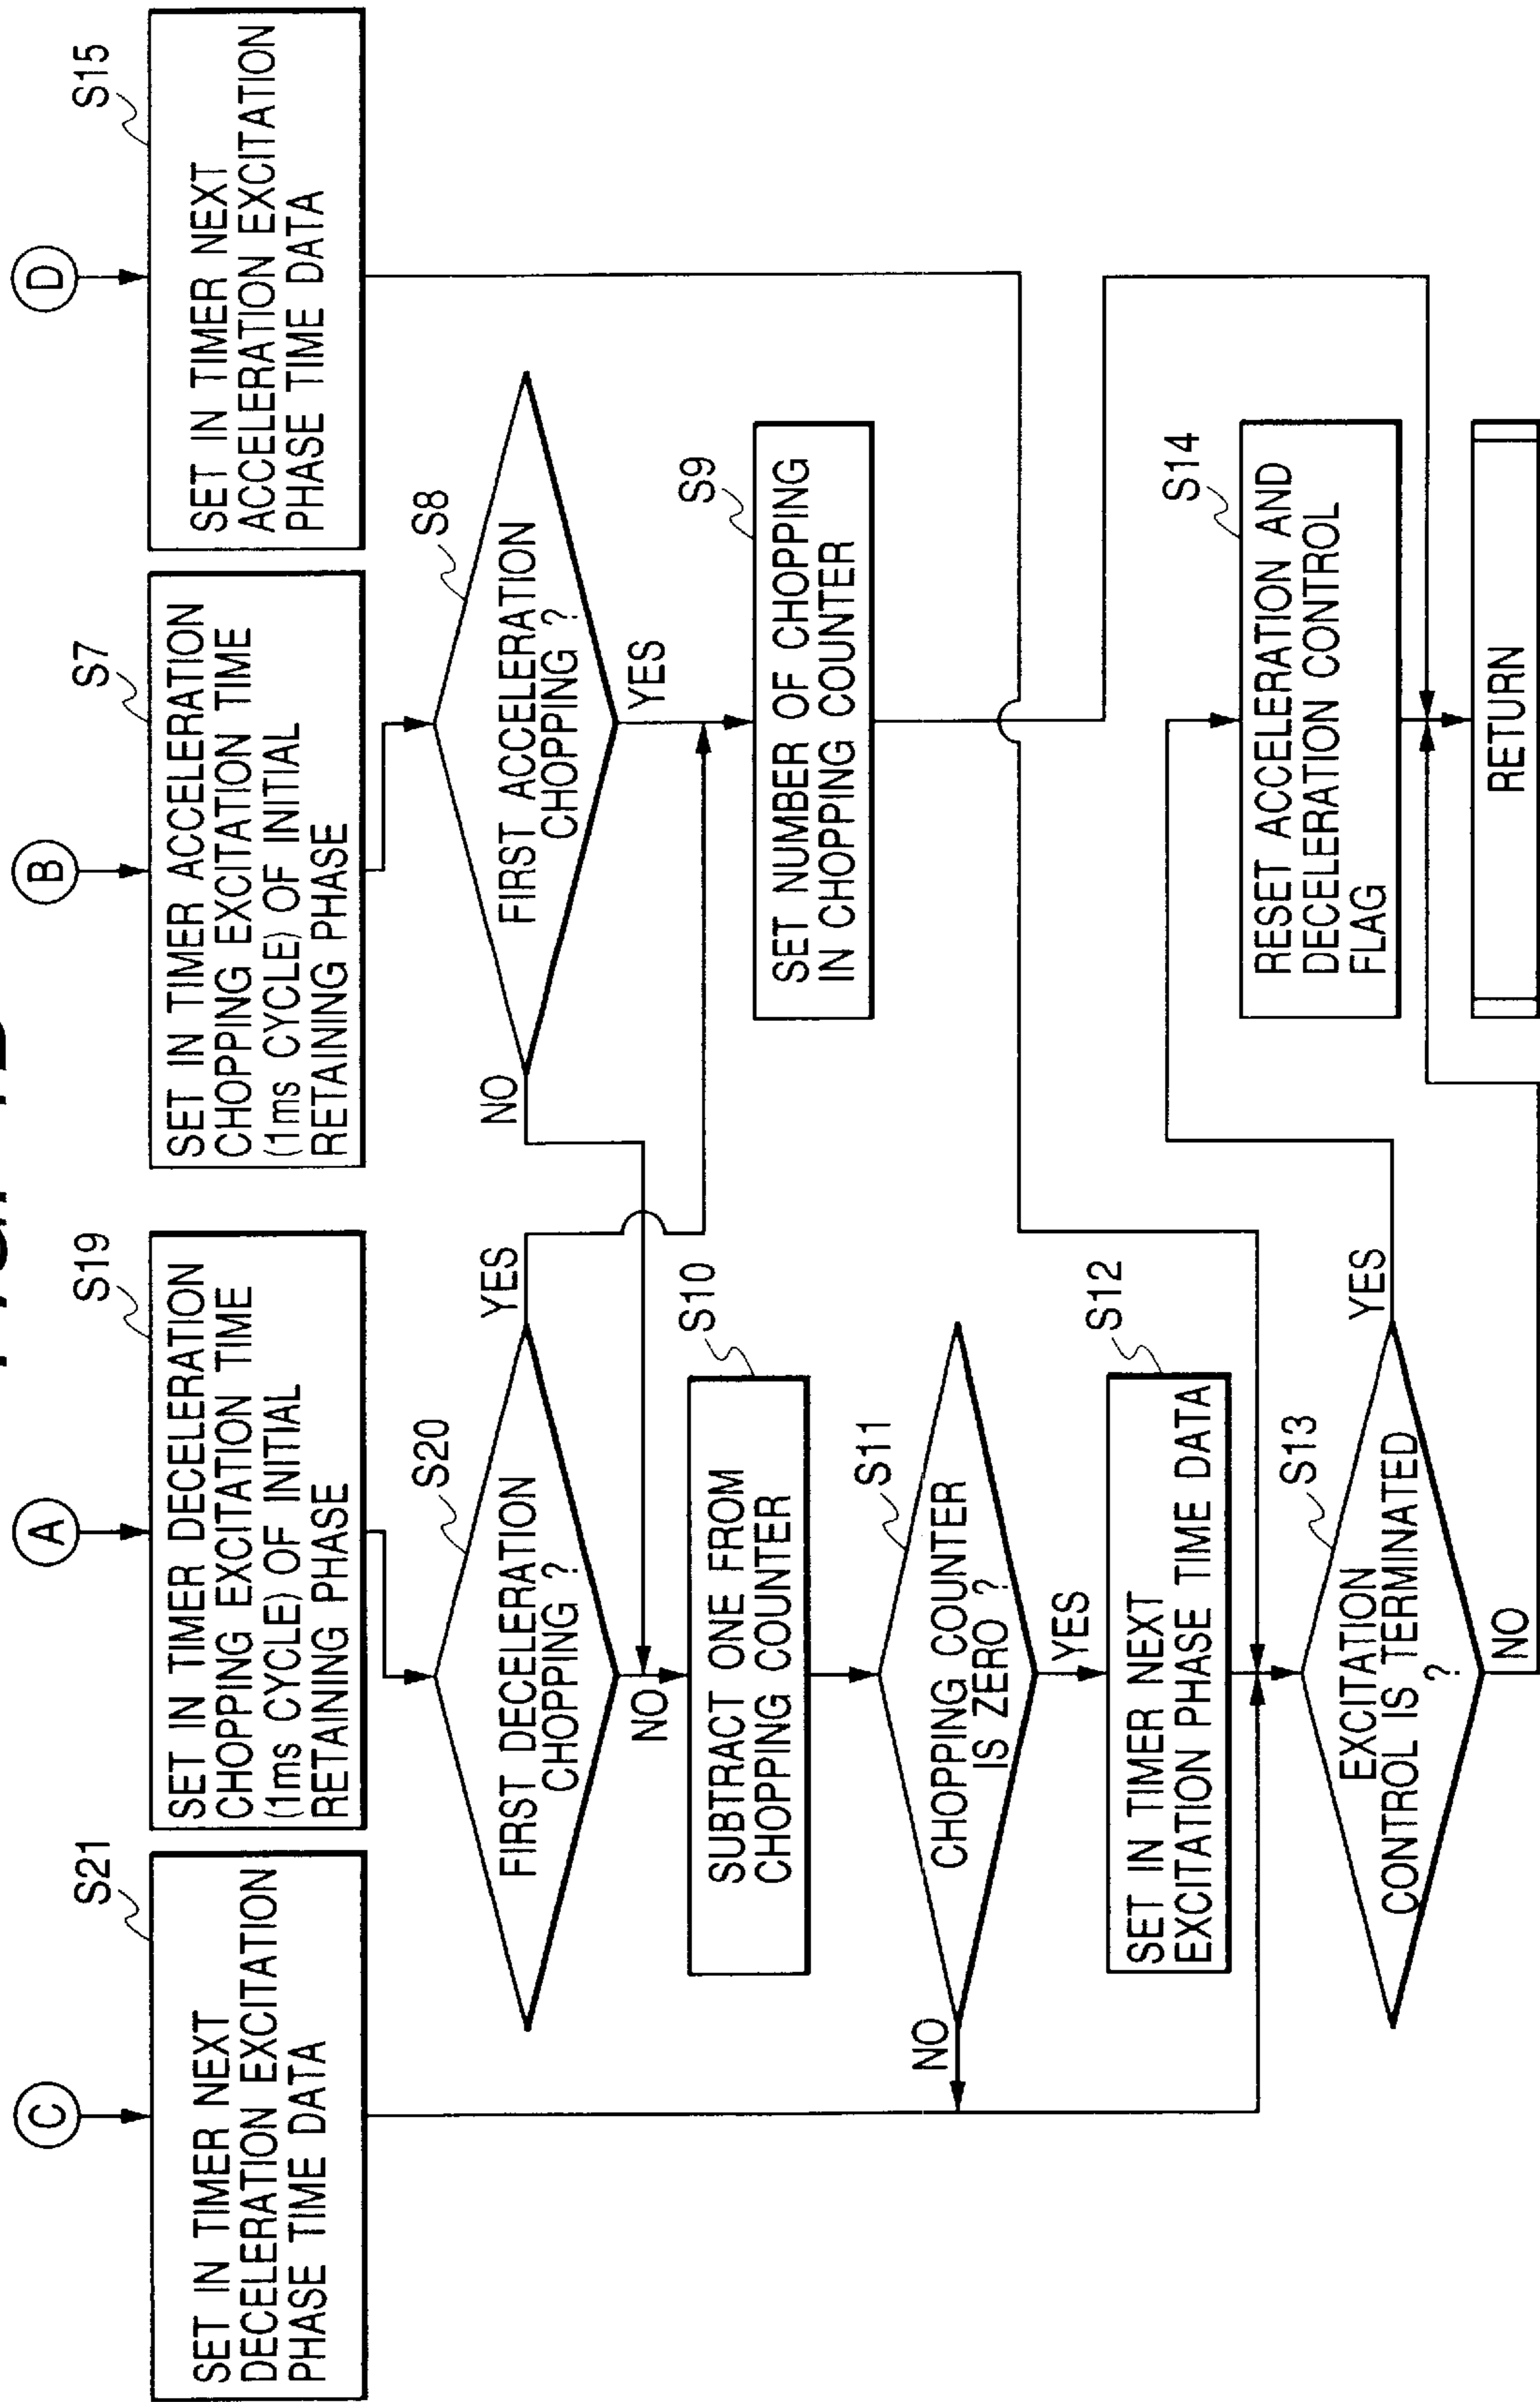 C
S21
SET IN TIMER NEXT
DECELERATION EXCITATION
PHASE TIME DATA
A
S19
SET IN TIMER DECELERATION
CHOPPING EXCITATION TIME
(1ms CYCLE) OF INITIAL
RETAINING PHASE
B
S7
SET IN TIMER ACCELERATION
CHOPPING EXCITATION TIME
(1ms CYCLE) OF INITIAL
RETAINING PHASE
D
S15
SET IN TIMER NEXT
ACCELERATION EXCITATION
PHASE TIME DATA
S20
FIRST DECELERATION
CHOPPING ?
YES
NO
S8
FIRST ACCELERATION
CHOPPING ?
NO
YES
S10
SUBTRACT ONE FROM
CHOPPING COUNTER
S9
SET NUMBER OF CHOPPING
IN CHOPPING COUNTER
S11
CHOPPING COUNTER
IS ZERO ?
NO
YES
S12
SET IN TIMER NEXT
EXCITATION PHASE TIME DATA
S13
EXCITATION
CONTROL IS TERMINATED
?
YES
NO
S14
RESET ACCELERATION AND
DECELERATION CONTROL
FLAG
RETURN